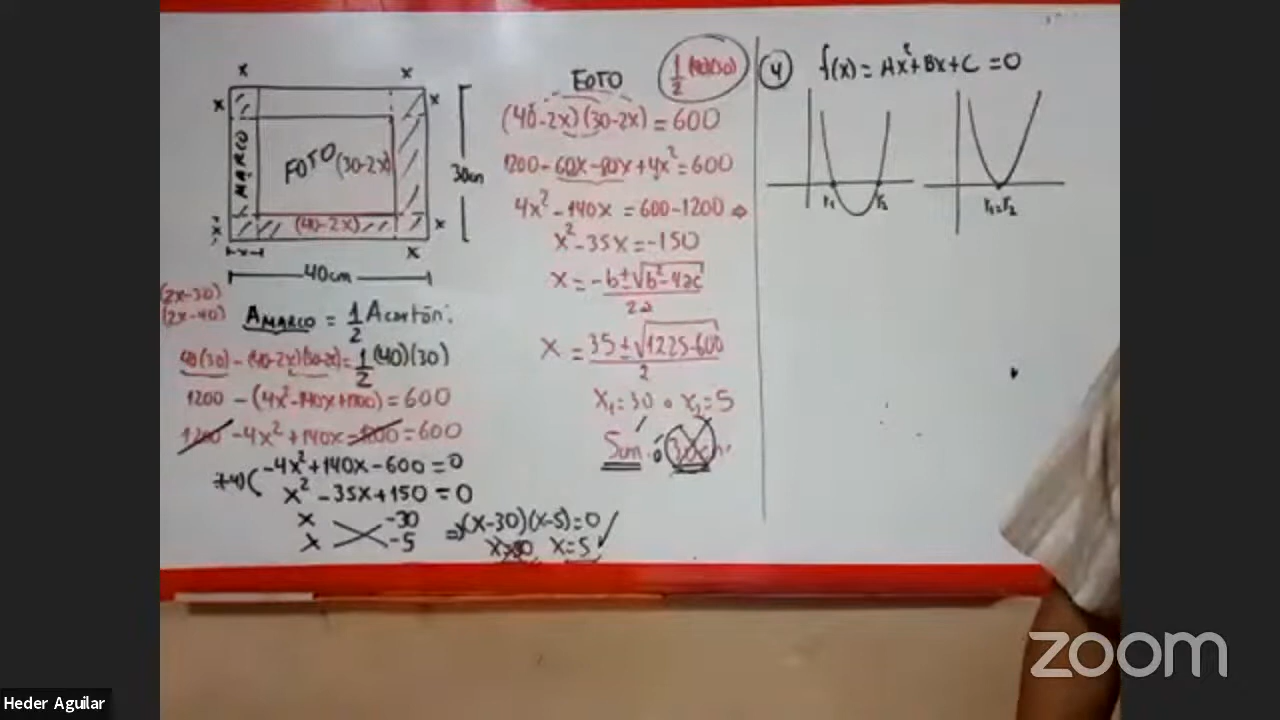 x x
x x
MARCO
FOTO (30-2x)
30cm
(40-2x)
x x
x
x
40cm
(2x-30)
(2x-40)
AMARCO = 1/2 Acartón:
40(30) - (40-2x)(30-2x) = 1/2 (40)(30)
1200 - (4x²-140x+1200) = 600
1200 -4x² + 140x - 1200 = 600
-4x² + 140x - 600 = 0
x² - 35x + 150 = 0
x -30
x -5
⇒ (x-30)(x-5)=0 ✓
x=30 x=5
FOTO
1/2 (40)(30)
(40-2x)(30-2x) = 600
1200 - 60x - 80x + 4x² = 600
4x² - 140x = 600 - 1200 ⇒
x² - 35x = -150
x = -b ± √b² - 4ac
2a
x = 35 ± √1225 - 600
2
x₁ = 30 o x₂ = 5
5cm. ó 30cm.
4 f(x) = Ax² + Bx + C = 0
r₁ r₂
r₁=r₂
Heder Aguilar
zoom